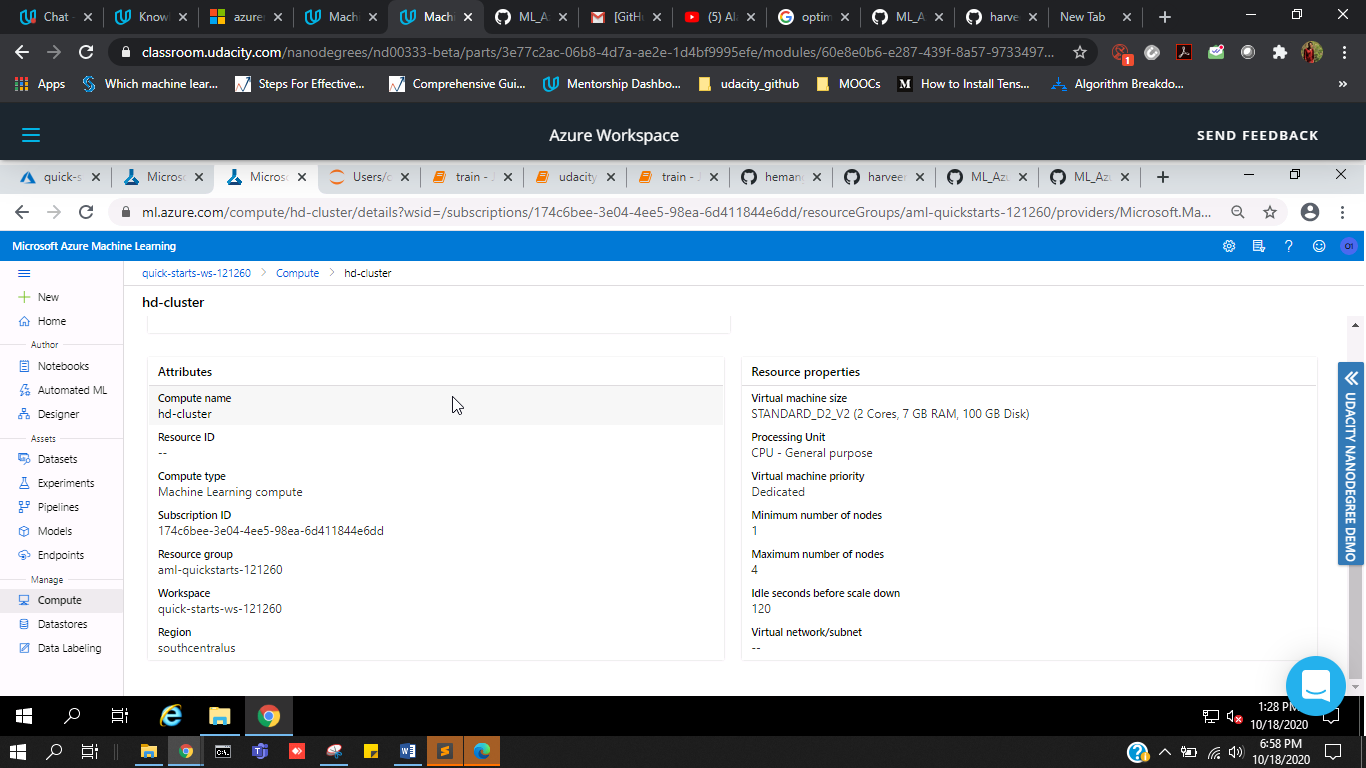 Chat -
Know
azure
Machi
Machi
ML_A
[GitH
(5) Al
optim
ML_A
harve
New Tab
classroom.udacity.com/nanodegrees/nd00333-beta/parts/3e77c2ac-06b8-4d7a-ae2e-1d4bf9995efe/modules/60e8e0b6-e287-439f-8a57-9733497...
1
Apps
Which machine lear...
Steps For Effective...
Comprehensive Gui...
Mentorship Dashbo...
udacity_github
MOOCs
How to Install Tens...
Algorithm Breakdo...
»
Azure Workspace
SEND FEEDBACK
quick-s
Microso
Microso
Users/o
train - J
udacity
train - J
heman
harveer
ML_Azu
ML_Azu
ml.azure.com/compute/hd-cluster/details?wsid=/subscriptions/174c6bee-3e04-4ee5-98ea-6d411844e6dd/resourceGroups/aml-quickstarts-121260/providers/Microsoft.Ma...
Microsoft Azure Machine Learning
O1
quick-starts-ws-121260 > Compute > hd-cluster
New
Home
Author
Notebooks
Automated ML
Designer
Assets
Datasets
Experiments
Pipelines
Models
Endpoints
Manage
Compute
Datastores
Data Labeling
hd-cluster
Attributes
Compute name
hd-cluster
Resource ID
--
Compute type
Machine Learning compute
Subscription ID
174c6bee-3e04-4ee5-98ea-6d411844e6dd
Resource group
aml-quickstarts-121260
Workspace
quick-starts-ws-121260
Region
southcentralus
Resource properties
Virtual machine size
STANDARD_D2_V2 (2 Cores, 7 GB RAM, 100 GB Disk)
Processing Unit
CPU - General purpose
Virtual machine priority
Dedicated
Minimum number of nodes
1
Maximum number of nodes
4
Idle seconds before scale down
120
Virtual network/subnet
--
UDACITY NANODEGREE DEMO
1:28 PM
10/18/2020
6:58 PM
10/18/2020